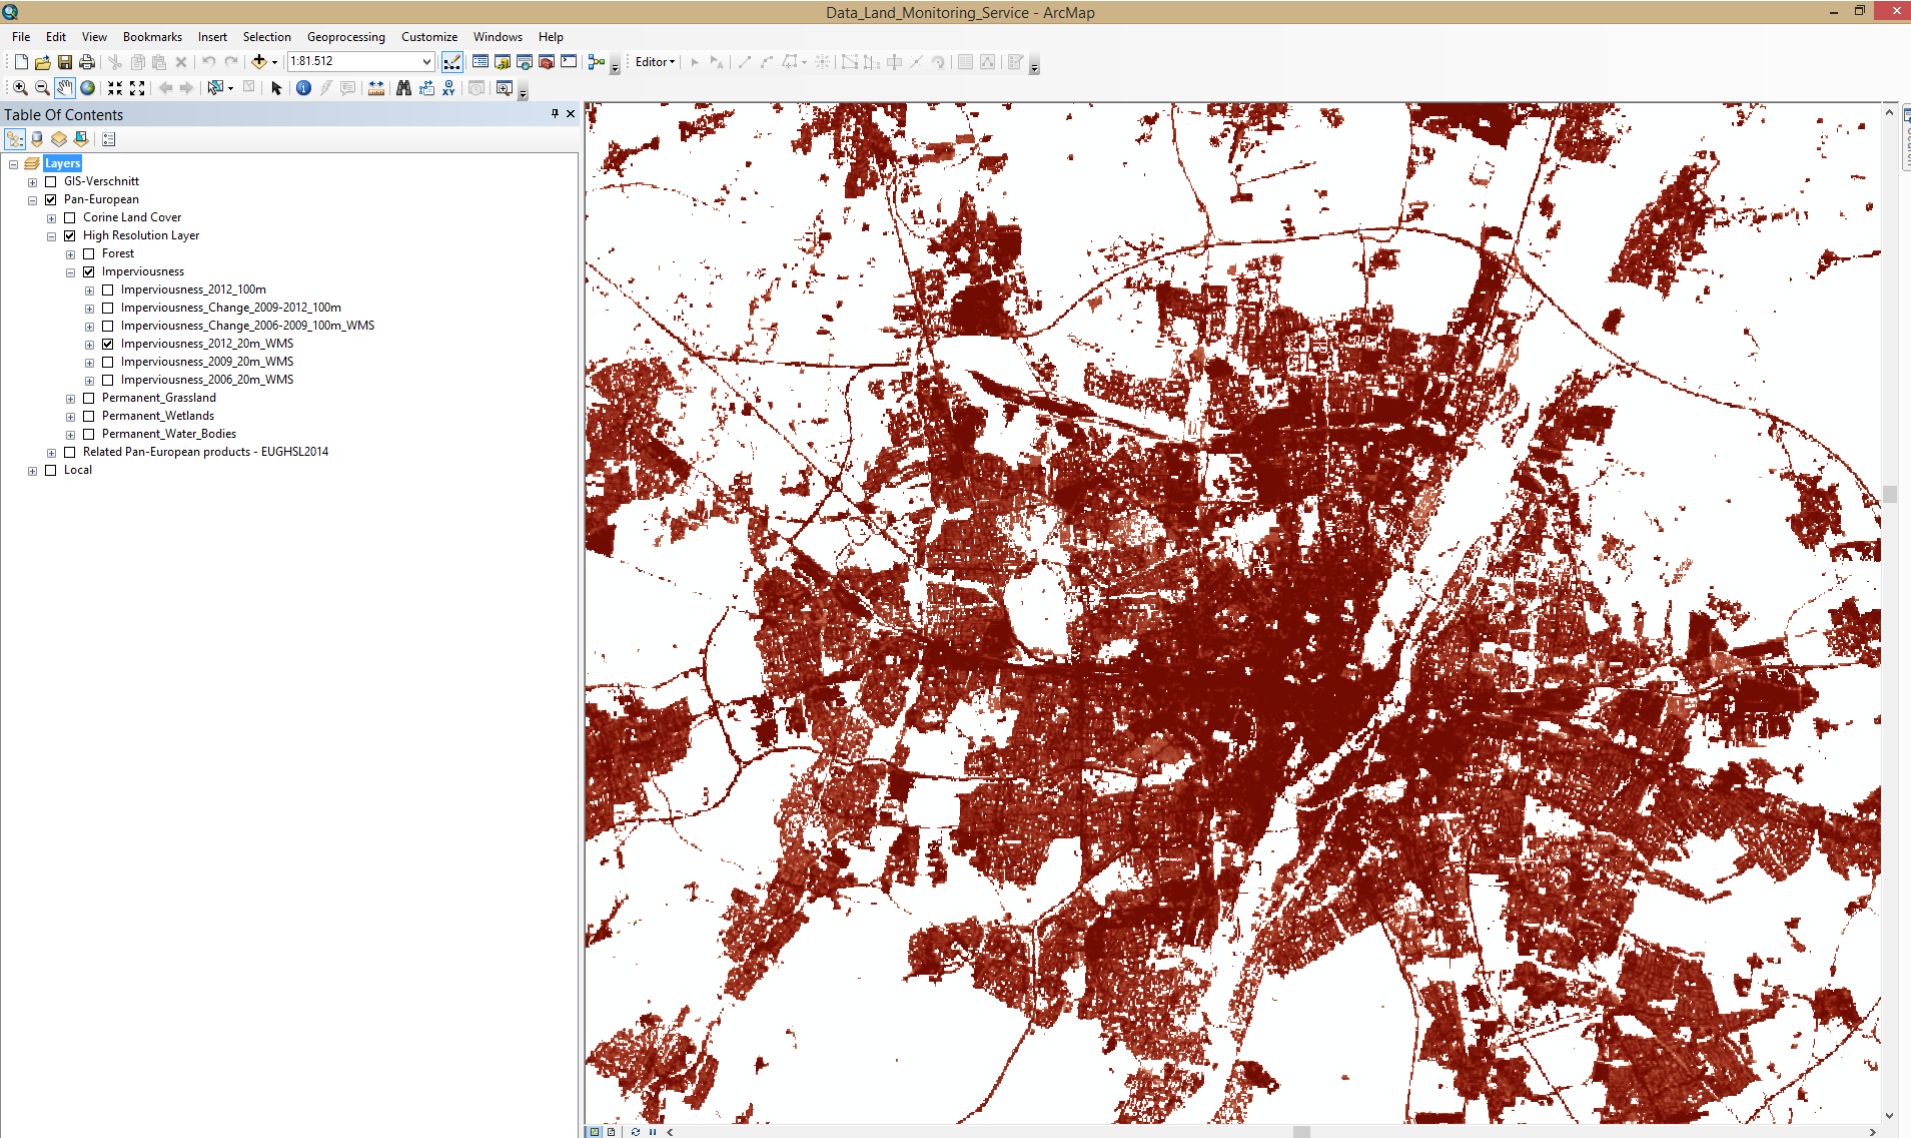 Data_Land_Monitoring_Service - ArcMap
File Edit View Bookmarks Insert Selection Geoprocessing Customize Windows Help
1:81.512 Editor
XY
Table Of Contents
Layers
GIS-Verschnitt
Pan-European
Corine Land Cover
High Resolution Layer
Forest
Imperviousness
Imperviousness_2012_100m
Imperviousness_Change_2009-2012_100m
Imperviousness_Change_2006-2009_100m_WMS
Imperviousness_2012_20m_WMS
Imperviousness_2009_20m_WMS
Imperviousness_2006_20m_WMS
Permanent_Grassland
Permanent_Wetlands
Permanent_Water_Bodies
Related Pan-European products - EUGHSL2014
Local